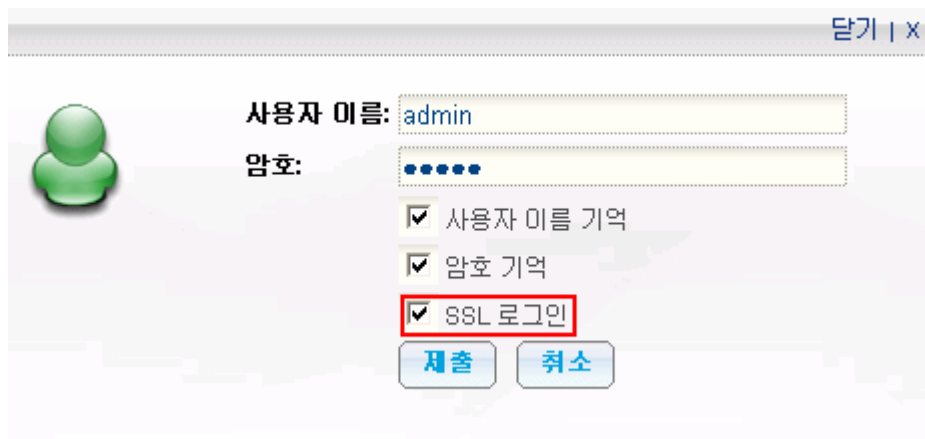 닫기 | X
사용자 이름: admin
암호: •••••
사용자 이름 기억
암호 기억
SSL 로그인
제출 취소